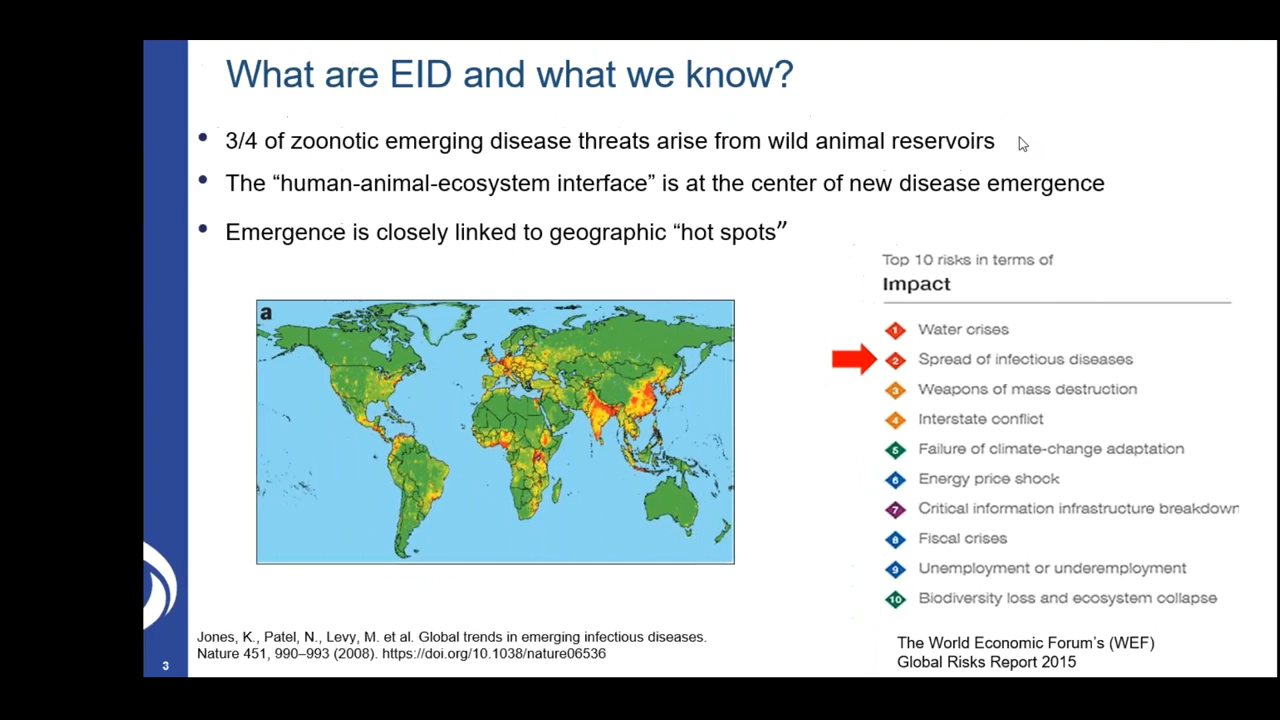 What are EID and what we know?
• 3/4 of zoonotic emerging disease threats arise from wild animal reservoirs
• The “human-animal-ecosystem interface” is at the center of new disease emergence
• Emergence is closely linked to geographic “hot spots”
a
Top 10 risks in terms of
Impact
1 Water crises
2 Spread of infectious diseases
3 Weapons of mass destruction
4 Interstate conflict
5 Failure of climate-change adaptation
6 Energy price shock
7 Critical information infrastructure breakdown
8 Fiscal crises
9 Unemployment or underemployment
10 Biodiversity loss and ecosystem collapse
Jones, K., Patel, N., Levy, M. et al. Global trends in emerging infectious diseases.
Nature 451, 990–993 (2008). https://doi.org/10.1038/nature06536
The World Economic Forum’s (WEF)
Global Risks Report 2015
3